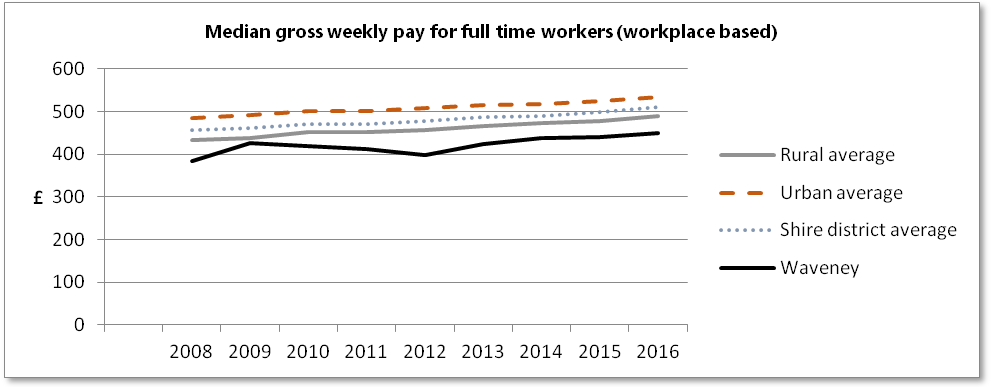 Median gross weekly pay for full time workers (workplace based)
600
500
400
300
200
100
0
£
2008 2009 2010 2011 2012 2013 2014 2015 2016
Rural average
Urban average
Shire district average
Waveney